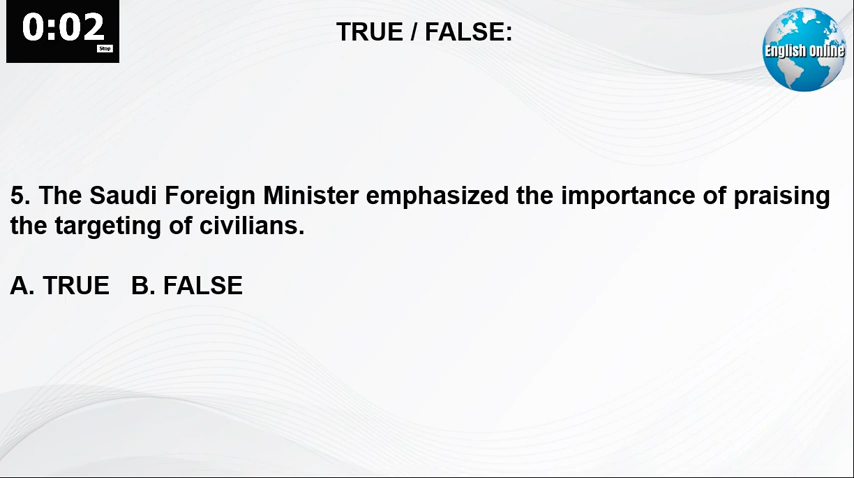 0:02
Stop
TRUE / FALSE:
English Online
5. The Saudi Foreign Minister emphasized the importance of praising
the targeting of civilians.
A. TRUE B. FALSE